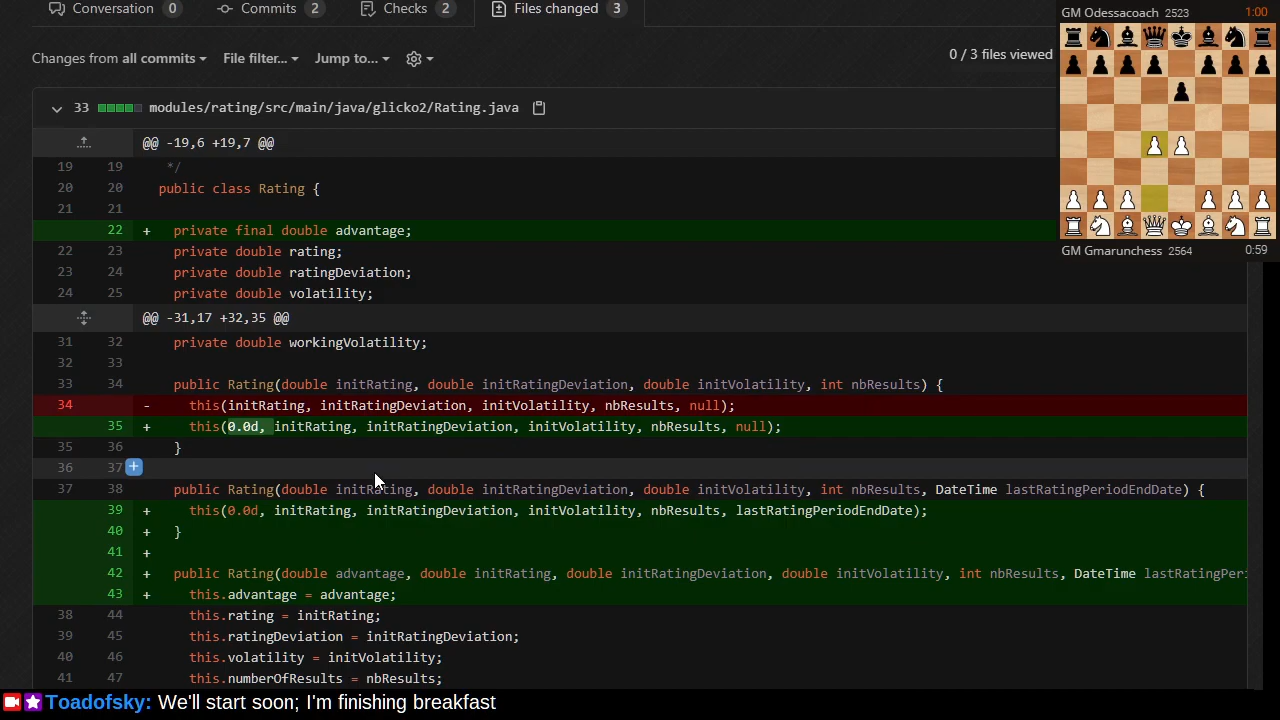 Conversation 0 Commits 2 Checks 2 Files changed 3
GM Odessacoach 2523 1:00
Changes from all commits File filter... Jump to... 0 / 3 files viewed
33 modules/rating/src/main/java/glicko2/Rating.java
@@ -19,6 +19,7 @@
19 19 */
20 20 public class Rating {
21 21
22 + private final double advantage;
22 23 private double rating;
GM Gmarunchess 2564 0:59
23 24 private double ratingDeviation;
24 25 private double volatility;
@@ -31,17 +32,35 @@
31 32 private double workingVolatility;
32 33
33 34 public Rating(double initRating, double initRatingDeviation, double initVolatility, int nbResults) {
34 - this(initRating, initRatingDeviation, initVolatility, nbResults, null);
35 + this(0.0d, initRating, initRatingDeviation, initVolatility, nbResults, null);
35 36 }
36 37 +
37 38 public Rating(double initRating, double initRatingDeviation, double initVolatility, int nbResults, DateTime lastRatingPeriodEndDate) {
39 + this(0.0d, initRating, initRatingDeviation, initVolatility, nbResults, lastRatingPeriodEndDate);
40 + }
41 +
42 + public Rating(double advantage, double initRating, double initRatingDeviation, double initVolatility, int nbResults, DateTime lastRatingPer
43 + this.advantage = advantage;
38 44 this.rating = initRating;
39 45 this.ratingDeviation = initRatingDeviation;
40 46 this.volatility = initVolatility;
41 47 this.numberOfResults = nbResults;
Toadofsky: We'll start soon; I'm finishing breakfast